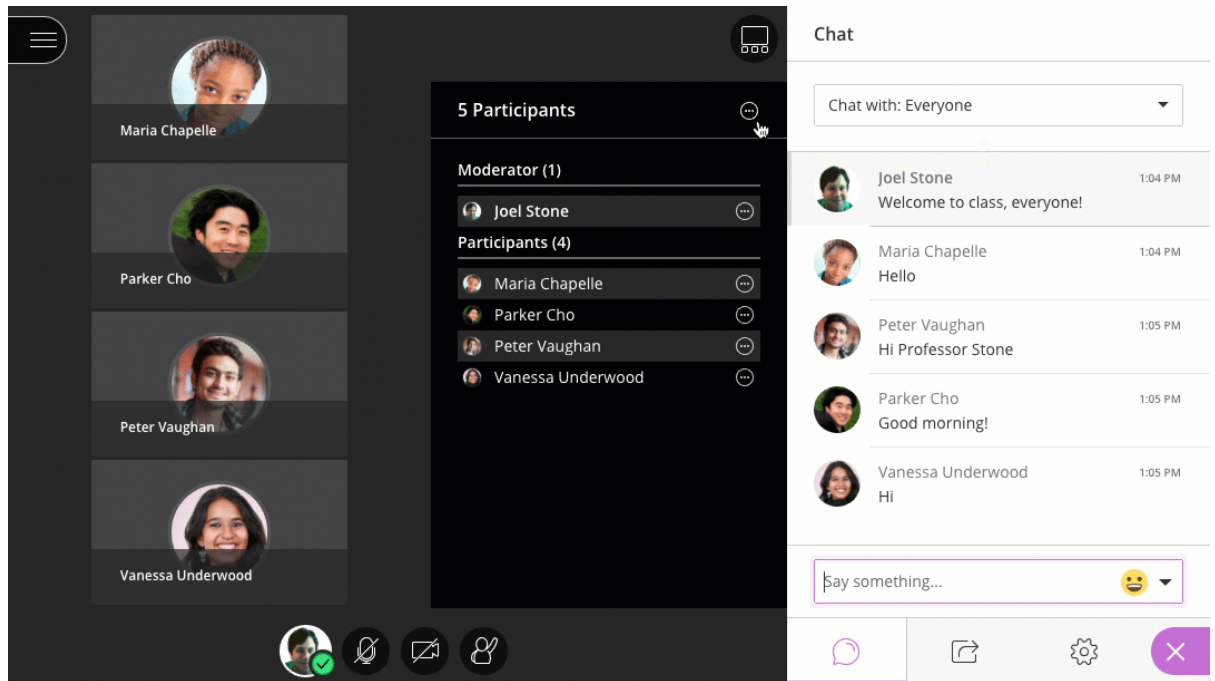 Maria Chapelle
Parker Cho
Peter Vaughan
Vanessa Underwood
5 Participants
Moderator (1)
Joel Stone
Participants (4)
Maria Chapelle
Parker Cho
Peter Vaughan
Vanessa Underwood
Chat
Chat with: Everyone
Joel Stone 1:04 PM
Welcome to class, everyone!
Maria Chapelle 1:04 PM
Hello
Peter Vaughan 1:05 PM
Hi Professor Stone
Parker Cho 1:05 PM
Good morning!
Vanessa Underwood 1:05 PM
Hi
Say something...